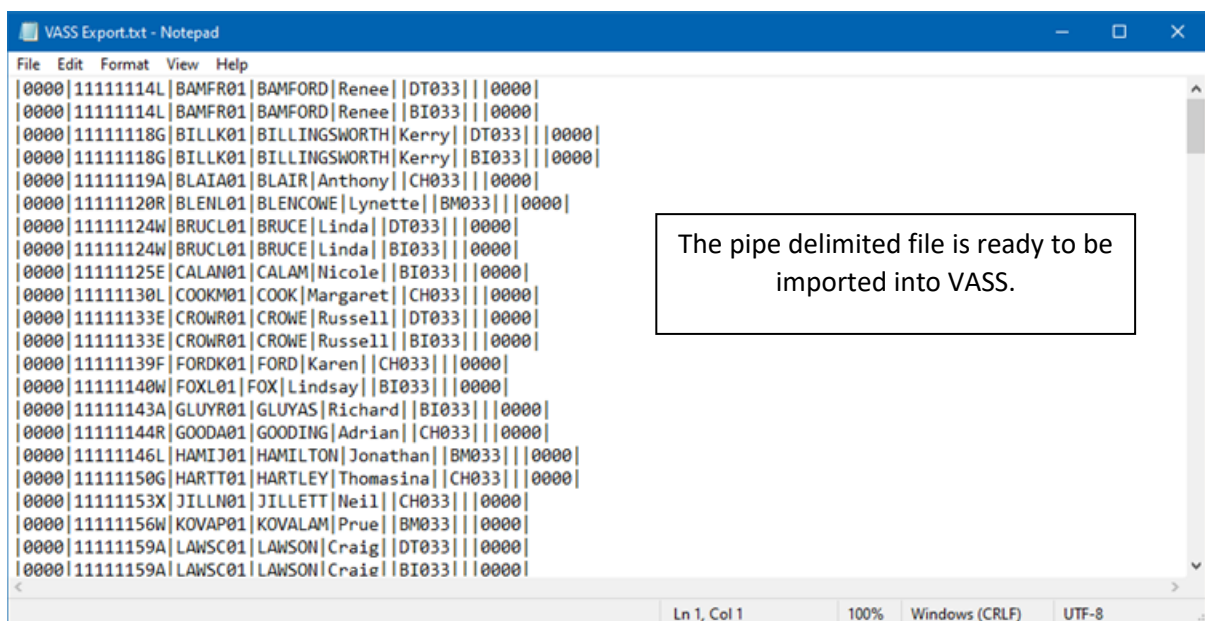 VASS Export.txt - Notepad
File Edit Format View Help
|0000|11111114L|BAMFR01|BAMFORD|Renee||DT033|||0000|
|0000|11111114L|BAMFR01|BAMFORD|Renee||BI033|||0000|
|0000|11111118G|BILLK01|BILLINGSWORTH|Kerry||DT033|||0000|
|0000|11111118G|BILLK01|BILLINGSWORTH|Kerry||BI033|||0000|
|0000|11111119A|BLAIA01|BLAIR|Anthony||CH033|||0000|
|0000|11111120R|BLENL01|BLENCOWE|Lynette||BM033|||0000|
|0000|11111124W|BRUCL01|BRUCE|Linda||DT033|||0000|
|0000|11111124W|BRUCL01|BRUCE|Linda||BI033|||0000|
|0000|11111125E|CALAN01|CALAM|Nicole||BI033|||0000|
|0000|11111130L|COOKM01|COOK|Margaret||CH033|||0000|
|0000|11111133E|CROWR01|CROWE|Russell||DT033|||0000|
|0000|11111133E|CROWR01|CROWE|Russell||BI033|||0000|
|0000|11111139F|FORDK01|FORD|Karen||CH033|||0000|
|0000|11111140W|FOXL01|FOX|Lindsay||BI033|||0000|
|0000|11111143A|GLUYR01|GLUYAS|Richard||BI033|||0000|
|0000|11111144R|GOODA01|GOODING|Adrian||CH033|||0000|
|0000|11111146L|HAMIJ01|HAMILTON|Jonathan||BM033|||0000|
|0000|11111150G|HARTT01|HARTLEY|Thomasina||CH033|||0000|
|0000|11111153X|JILLN01|JILLETT|Neil||CH033|||0000|
|0000|11111156W|KOVAP01|KOVALAM|Prue||BM033|||0000|
|0000|11111159A|LAWSC01|LAWSON|Craig||DT033|||0000|
|0000|11111159A|LAWSC01|LAWSON|Craig||BI033|||0000|
The pipe delimited file is ready to be
imported into VASS.
Ln 1, Col 1 100% Windows (CRLF) UTF-8